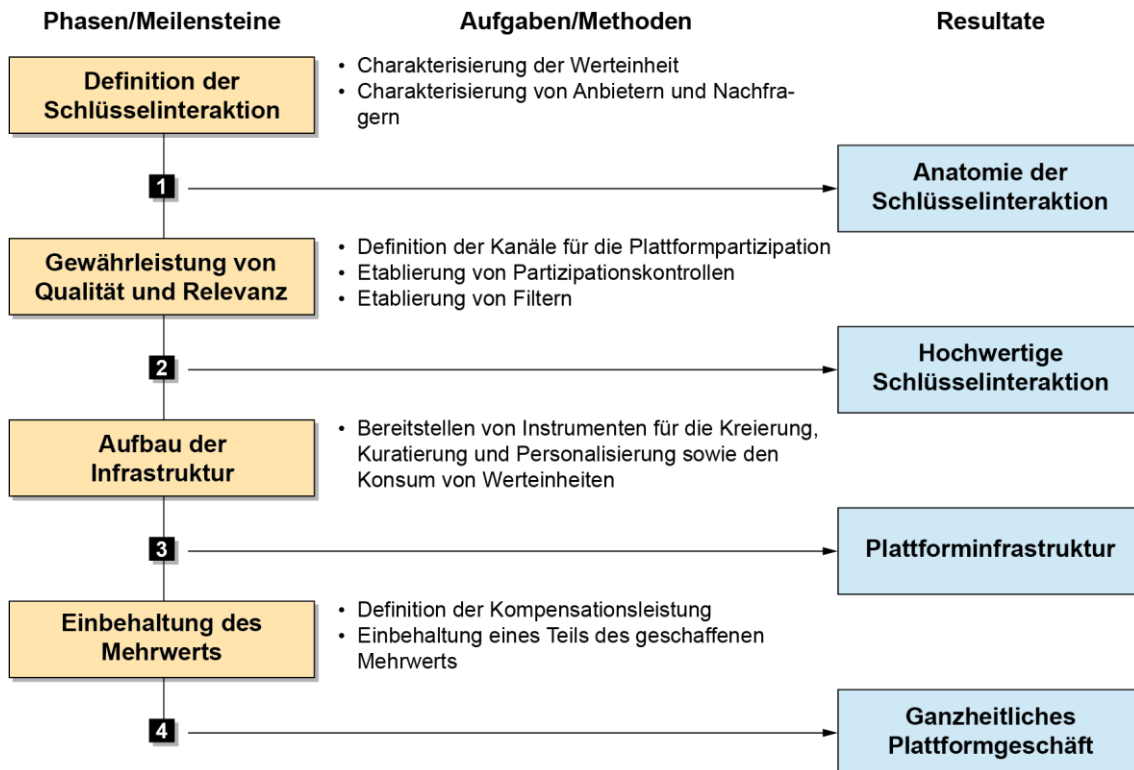 Phasen/Meilensteine
Aufgaben/Methoden
Resultate
Definition der
Schlüsselinteraktion
• Charakterisierung der Werteinheit
• Charakterisierung von Anbietern und Nachfra-
gern
1
Anatomie der
Schlüsselinteraktion
Gewährleistung von
Qualität und Relevanz
• Definition der Kanäle für die Plattformpartizipation
• Etablierung von Partizipationskontrollen
• Etablierung von Filtern
2
Hochwertige
Schlüsselinteraktion
Aufbau der
Infrastruktur
• Bereitstellen von Instrumenten für die Kreierung,
Kuratierung und Personalisierung sowie den
Konsum von Werteinheiten
3
Plattforminfrastruktur
Einbehaltung des
Mehrwerts
• Definition der Kompensationsleistung
• Einbehaltung eines Teils des geschaffenen
Mehrwerts
4
Ganzheitliches
Plattformgeschäft